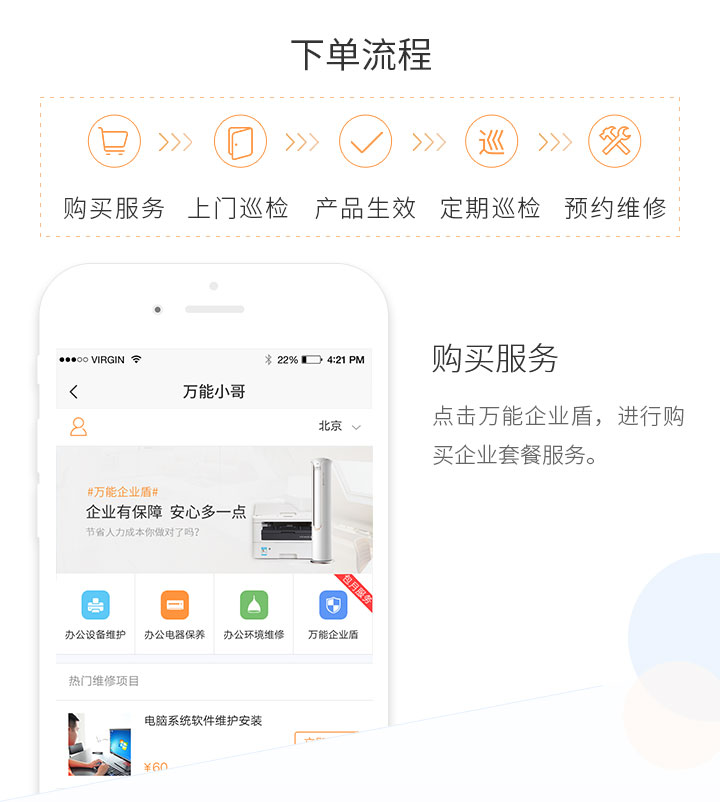 下单流程
购买服务 上门巡检 产品生效 定期巡检 预约维修
巡
VIRGIN 22% 4:21 PM
万能小哥
北京
#万能企业盾#
企业有保障 安心多一点
节省人力成本你做对了吗?
包月服务
办公设备维护 办公电器保养 办公环境维修 万能企业盾
热门维修项目
电脑系统软件维护安装
¥60
购买服务
点击万能企业盾，进行购
买企业套餐服务。